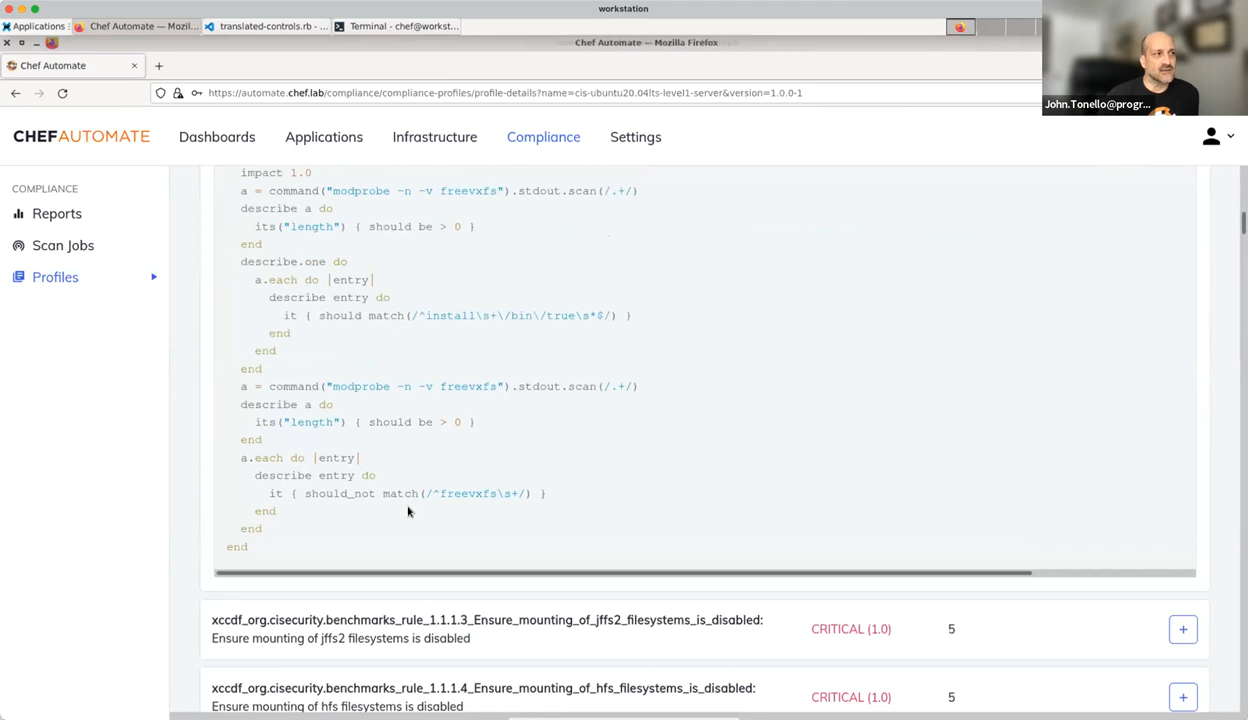 workstation
Applications
Chef Automate — Mozil...
translated-controls.rb - ...
Terminal - chef@workst...
Chef Automate — Mozilla Firefox
Chef Automate
https://automate.chef.lab/compliance/compliance-profiles/profile-details?name=cis-ubuntu20.04lts-level1-server&version=1.0.0-1
John.Tonello@progr...
CHEFAUTOMATE
Dashboards
Applications
Infrastructure
Compliance
Settings
COMPLIANCE
Reports
Scan Jobs
Profiles
impact 1.0
a = command("modprobe -n -v freevxfs").stdout.scan(/.+/)
describe a do
its("length") { should be > 0 }
end
describe.one do
a.each do |entry|
describe entry do
it { should match(/^install\s+\/bin\/true\s*$/) }
end
end
end
a = command("modprobe -n -v freevxfs").stdout.scan(/.+/)
describe a do
its("length") { should be > 0 }
end
a.each do |entry|
describe entry do
it { should_not match(/^freevxfs\s+/) }
end
end
end
xccdf_org.cisecurity.benchmarks_rule_1.1.1.3_Ensure_mounting_of_jffs2_filesystems_is_disabled:
Ensure mounting of jffs2 filesystems is disabled
CRITICAL (1.0)
5
+
xccdf_org.cisecurity.benchmarks_rule_1.1.1.4_Ensure_mounting_of_hfs_filesystems_is_disabled:
Ensure mounting of hfs filesystems is disabled
CRITICAL (1.0)
5
+